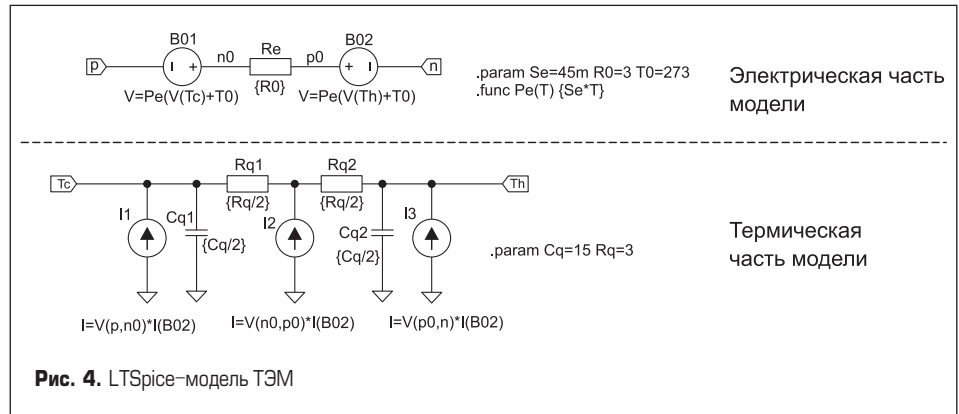 B01
n0
Re
p0
B02
p
I +
{R0}
+ I
n
V=Pe(V(Tc)+T0)
V=Pe(V(Th)+T0)
.param Se=45m R0=3 T0=273
.func Pe(T) {Se*T}
Электрическая часть
модели
Tc
Rq1
Rq2
Th
{Rq/2}
{Rq/2}
I1
Cq1
{Cq/2}
I2
Cq2
{Cq/2}
I3
.param Cq=15 Rq=3
Термическая
часть модели
I=V(p,n0)*I(B02)
I=V(n0,p0)*I(B02)
I=V(p0,n)*I(B02)
Рис. 4. LTSpice-модель ТЭМ